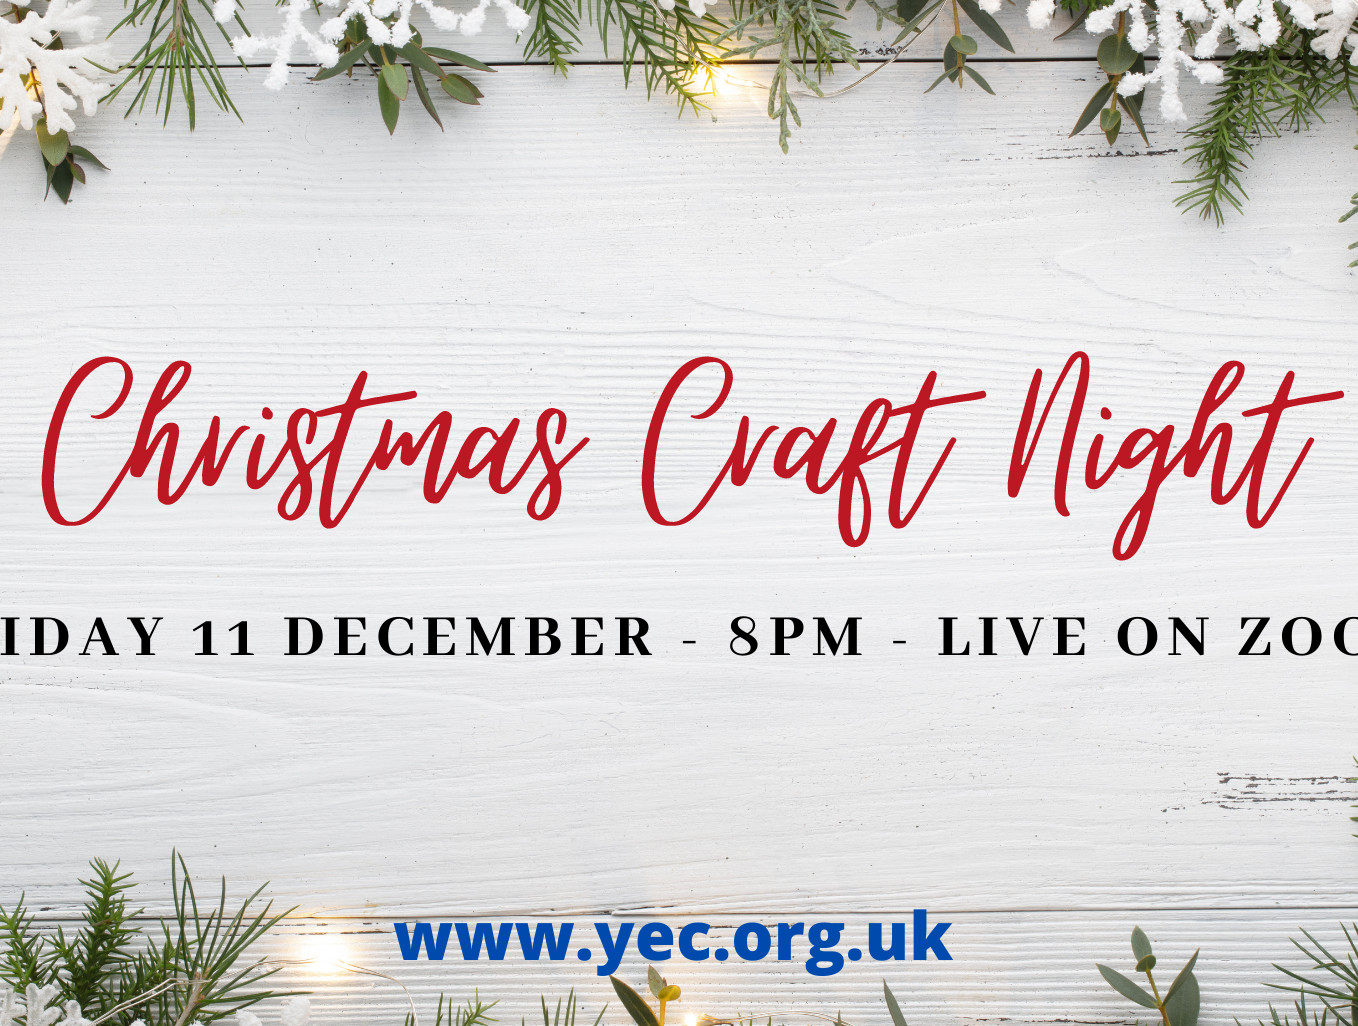 Christmas Craft Night
IDAY 11 DECEMBER - 8PM - LIVE ON ZOO
www.yec.org.uk